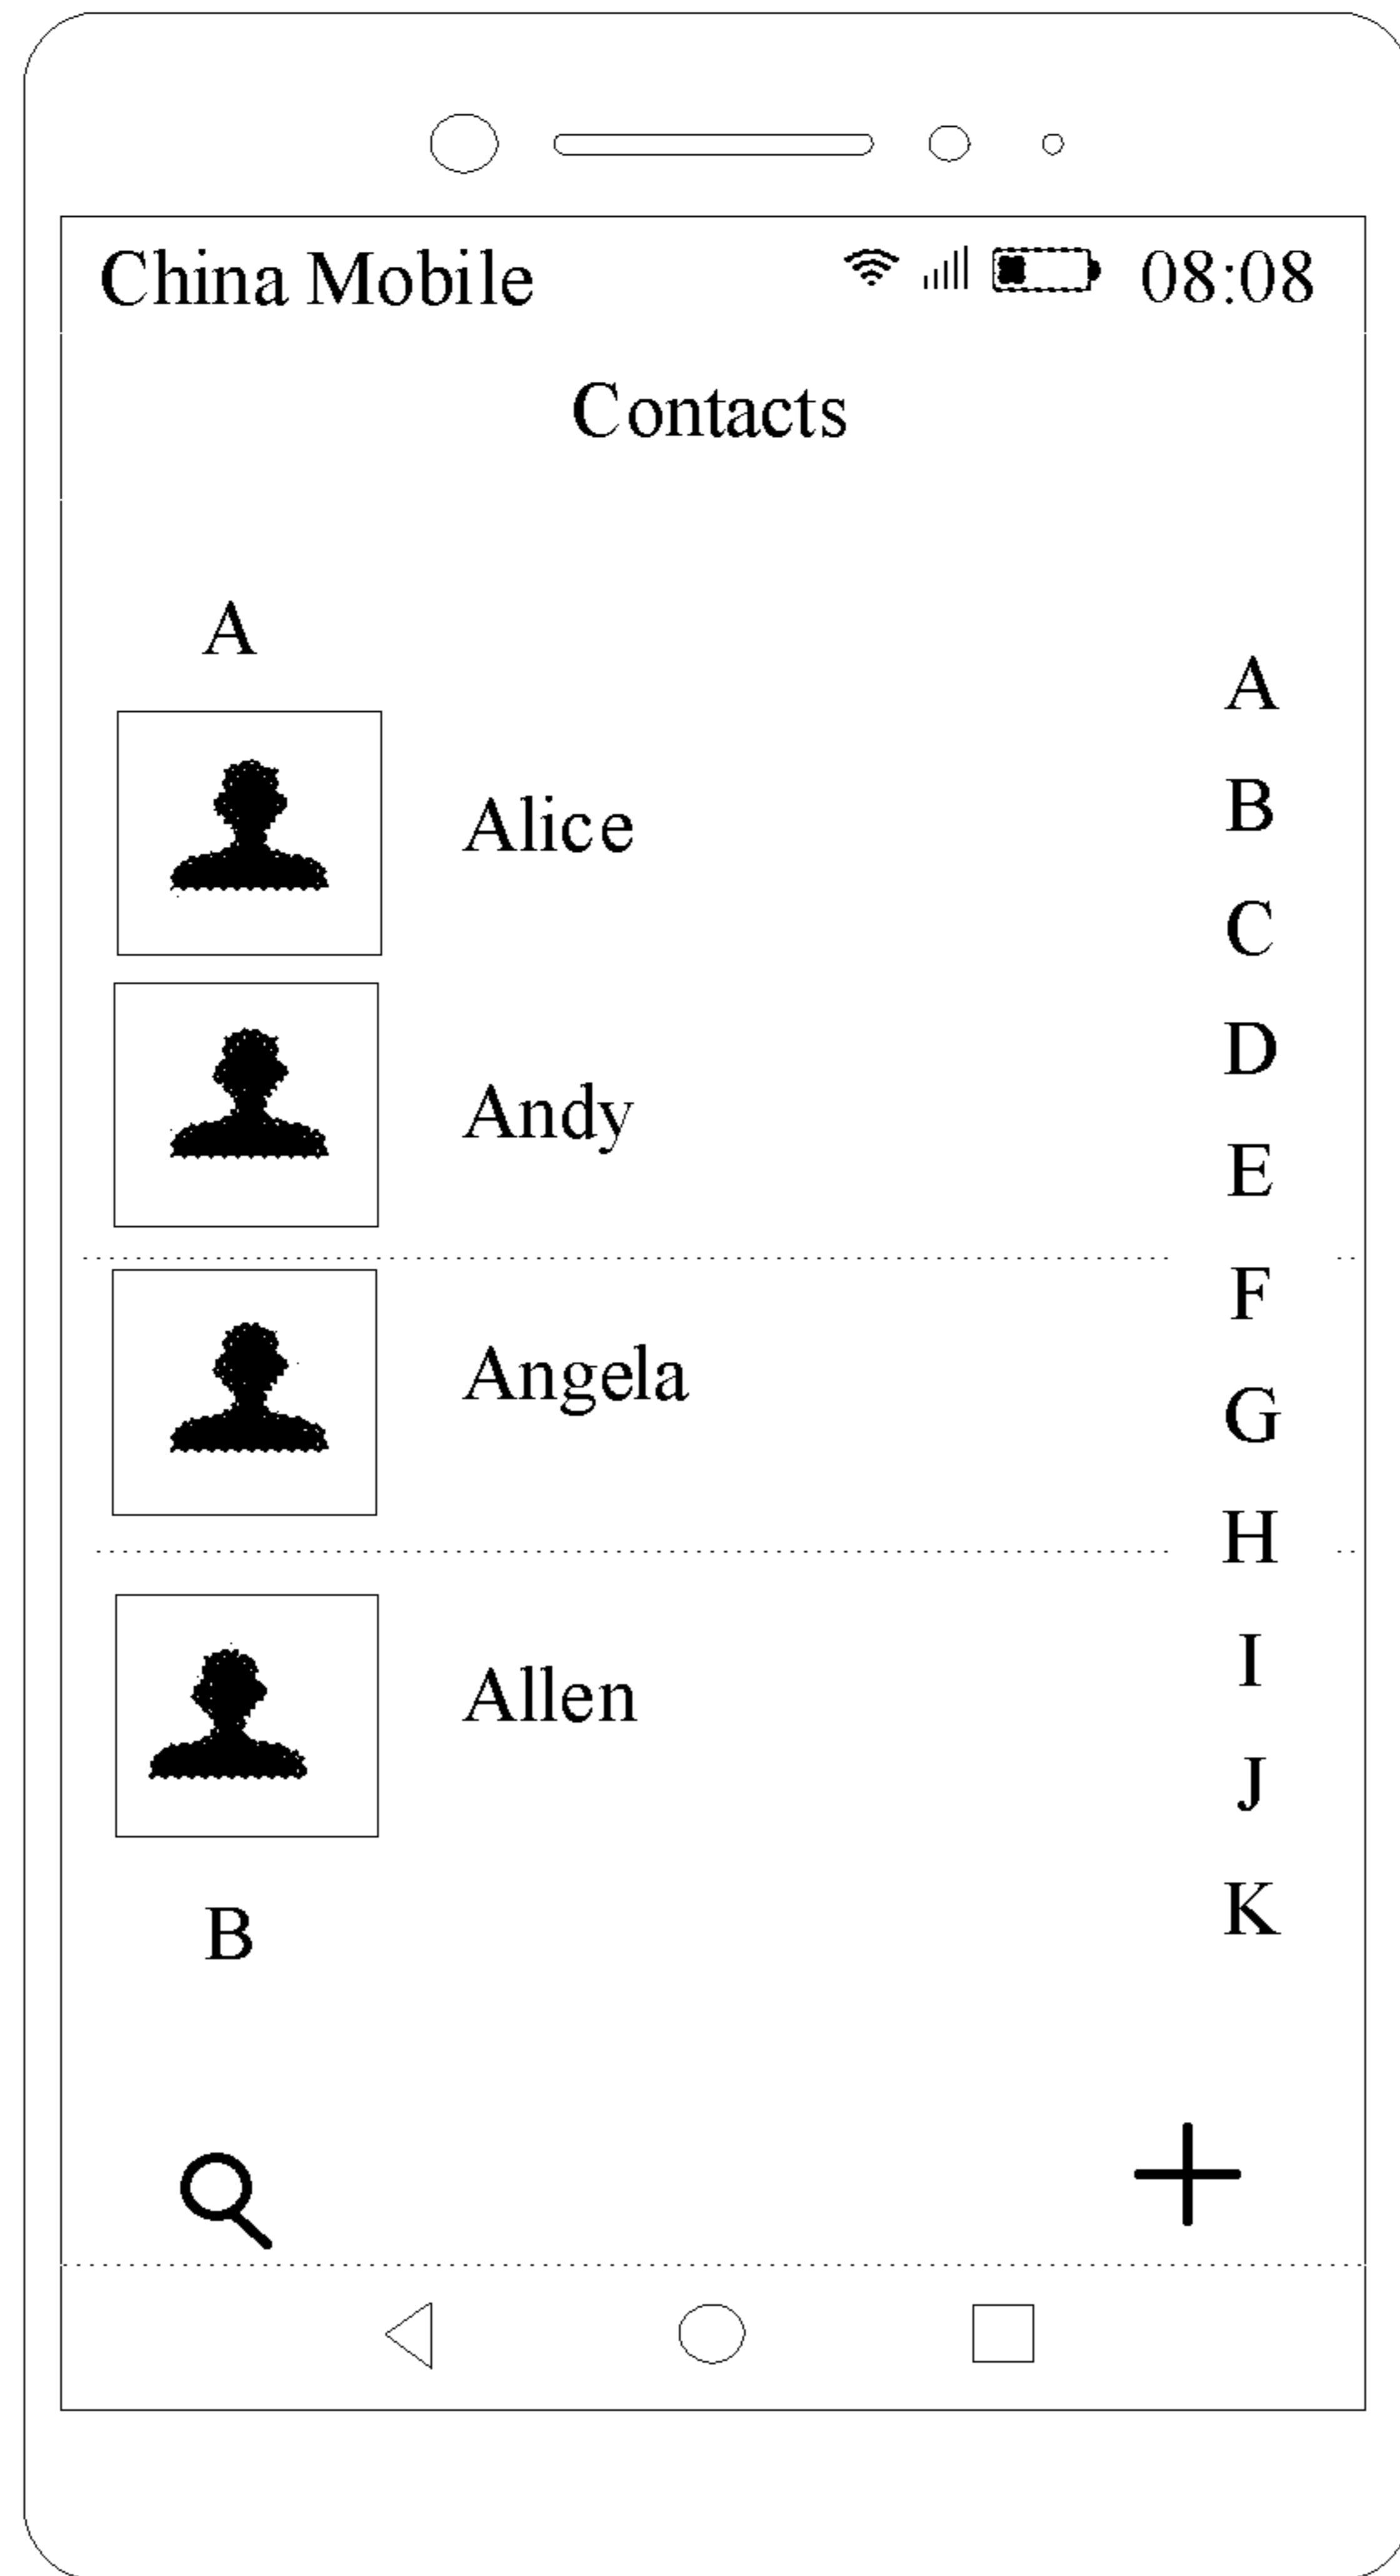 China Mobile 08:08
Contacts
A
Alice
Andy
Angela
Allen
B
A
B
C
D
E
F
G
H
I
J
K